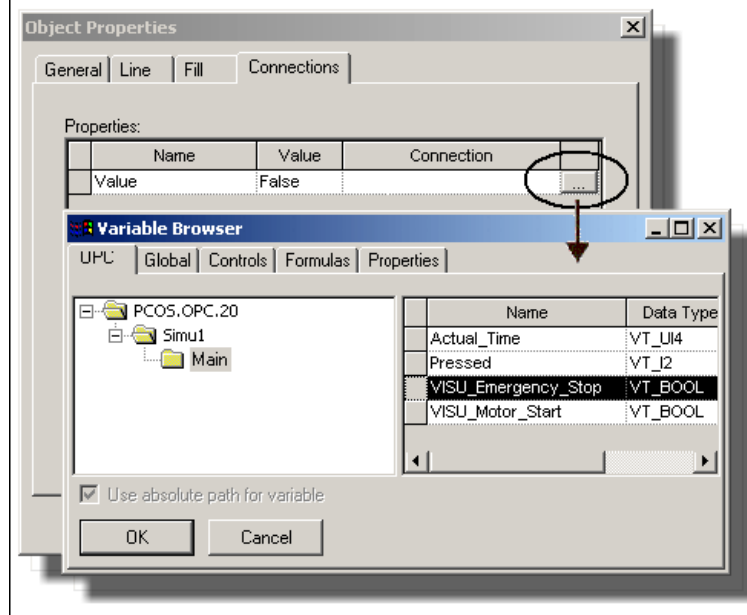 Object Properties
General Line Fill Connections
Properties:
Name Value Connection
Value False ...
Variable Browser
OPC Global Controls Formulas Properties
PCOS.OPC.20
Simu1
Main
Name Data Type
Actual_Time VT_UI4
Pressed VT_I2
VISU_Emergency_Stop VT_BOOL
VISU_Motor_Start VT_BOOL
Use absolute path for variable
OK Cancel